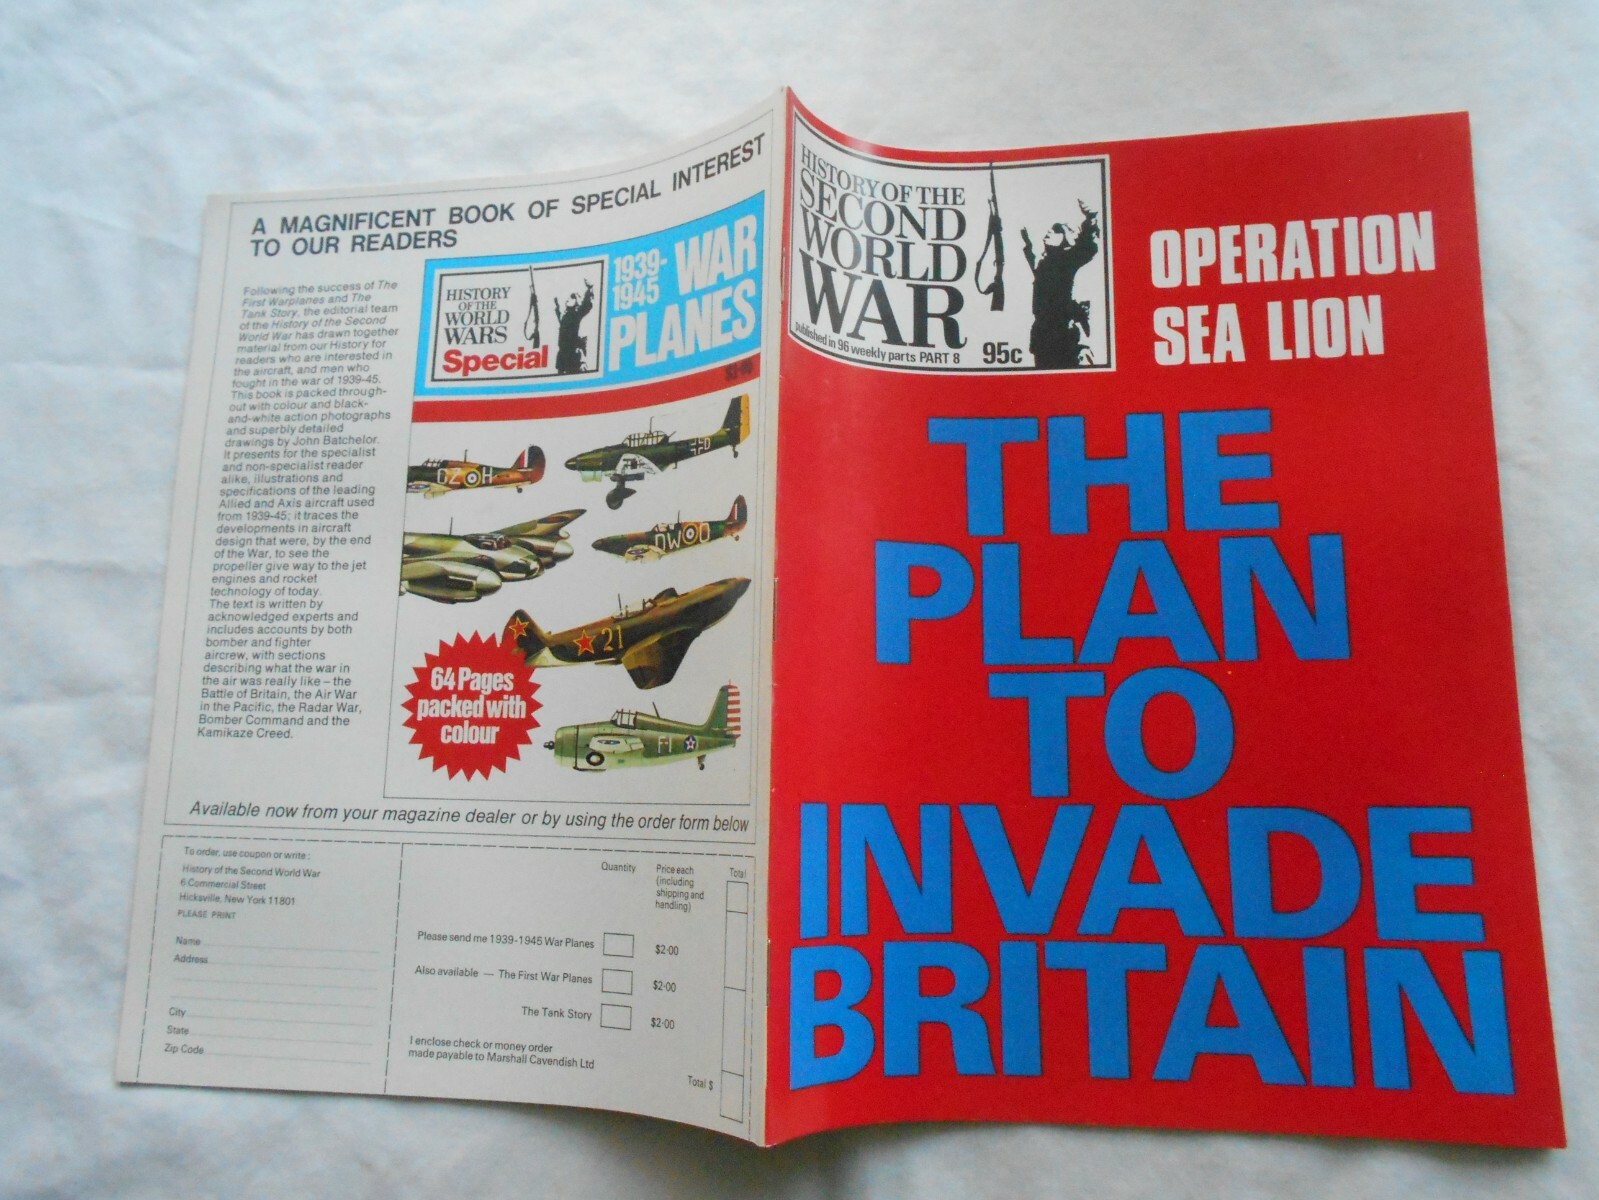 A MAGNIFICENT BOOK OF SPECIAL INTEREST
TO OUR READERS
Following the success of The
First Warplanes and The
Tank Story, the editorial team
of the History of the Second
World War has drawn together
material from our History for
readers who are interested in
the aircraft, and men who
fought in the war of 1939-45.
This book is packed through-
out with colour and black-
and-white action photographs
and superbly detailed
drawings by John Batchelor.
It presents for the specialist
and non-specialist reader
alike, illustrations and
specifications of the leading
Allied and Axis aircraft used
from 1939-45; it traces the
developments in aircraft
design that were, by the end
of the War, to see the
propeller give way to the jet
engines and rocket
technology of today.
The text is written by
acknowledged experts and
includes accounts by both
bomber and fighter
aircrew, with sections
describing what the war in
the air was really like – the
Battle of Britain, the Air War
in the Pacific, the Radar War,
Bomber Command and the
Kamikaze Creed.
HISTORY
OF THE
WORLD
WARS
Special
1939-
1945
WAR
PLANES
GZ H
D
QW O
21
F-1
64 Pages
packed with
colour
Available now from your magazine dealer or by using the order form below
To order, use coupon or write:
History of the Second World War
6 Commercial Street
Hicksville, New York 11801
PLEASE PRINT
Name
Address
City
State
Zip Code
Quantity
Price each
(including
shipping and
handling)
Total
Please send me 1939-1945 War Planes
$2·00
Also available — The First War Planes
$2·00
The Tank Story
$2·00
I enclose check or money order
made payable to Marshall Cavendish Ltd
Total $
HISTORY OF THE
SECOND
WORLD
WAR
published in 96 weekly parts PART 8
95c
OPERATION
SEA LION
THE
PLAN
TO
INVADE
BRITAIN